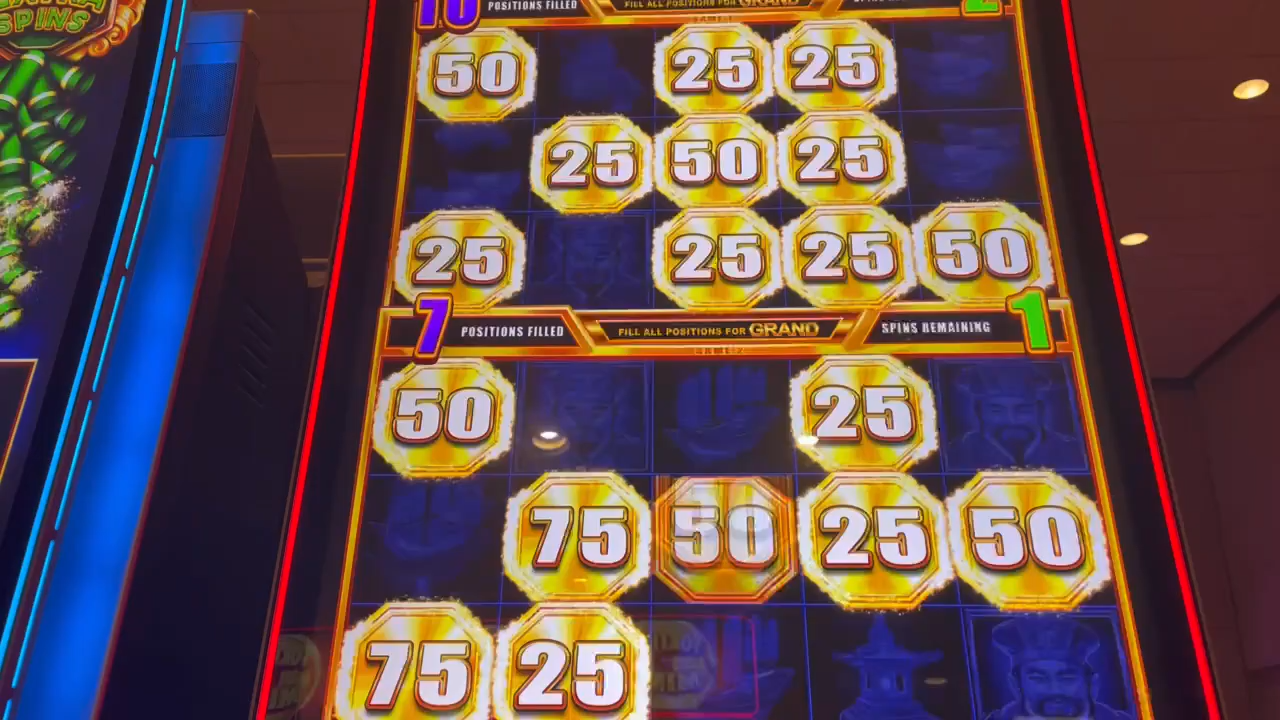 SPINS
10 POSITIONS FILLED FILL ALL POSITIONS FOR GRAND 2
50 25 25
25 50 25
25 25 25 50
7 POSITIONS FILLED FILL ALL POSITIONS FOR GRAND SPINS REMAINING 1
50 25
75 50 25 50
75 25